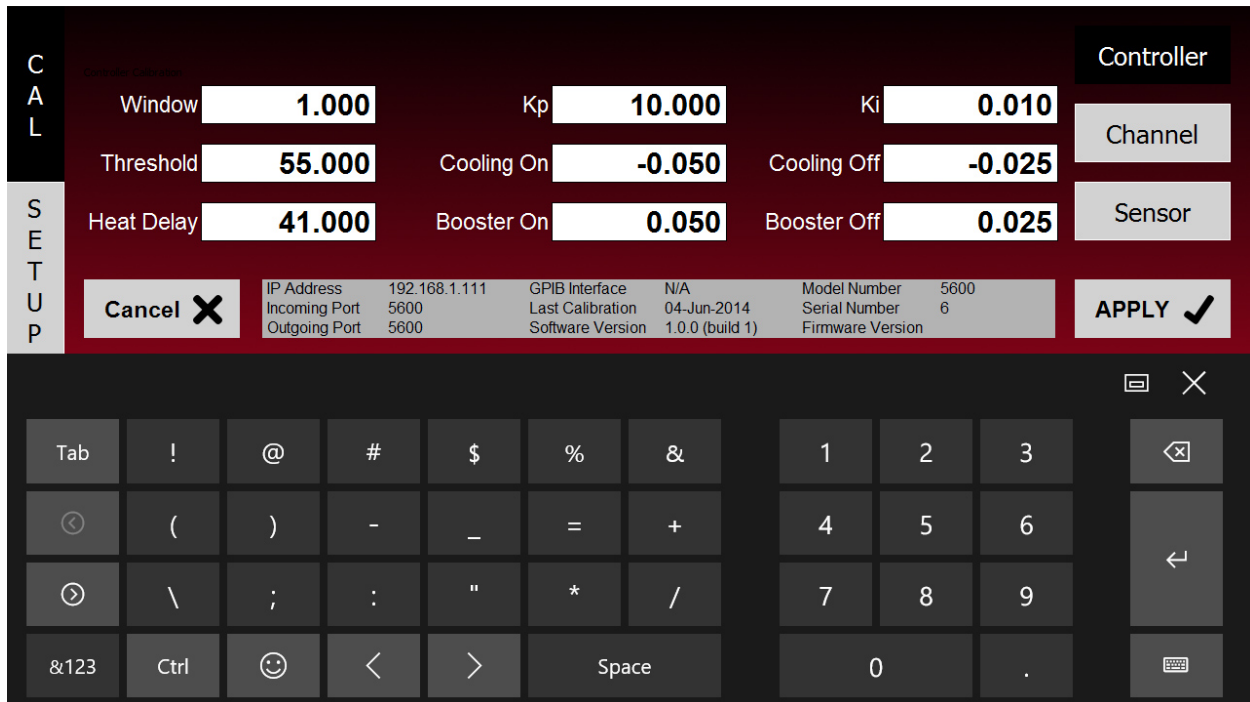 CAL
SETUP
Controller Calibration
Controller
Window 1.000 Kp 10.000 Ki 0.010
Channel
Threshold 55.000 Cooling On -0.050 Cooling Off -0.025
Sensor
Heat Delay 41.000 Booster On 0.050 Booster Off 0.025
Cancel
IP Address 192.168.1.111 GPIB Interface N/A Model Number 5600
Incoming Port 5600 Last Calibration 04-Jun-2014 Serial Number 6
Outgoing Port 5600 Software Version 1.0.0 (build 1) Firmware Version
APPLY
Tab ! @ # $ % & 1 2 3
( ) - _ = + 4 5 6
\ ; : " * / 7 8 9
&123 Ctrl < > Space 0 .